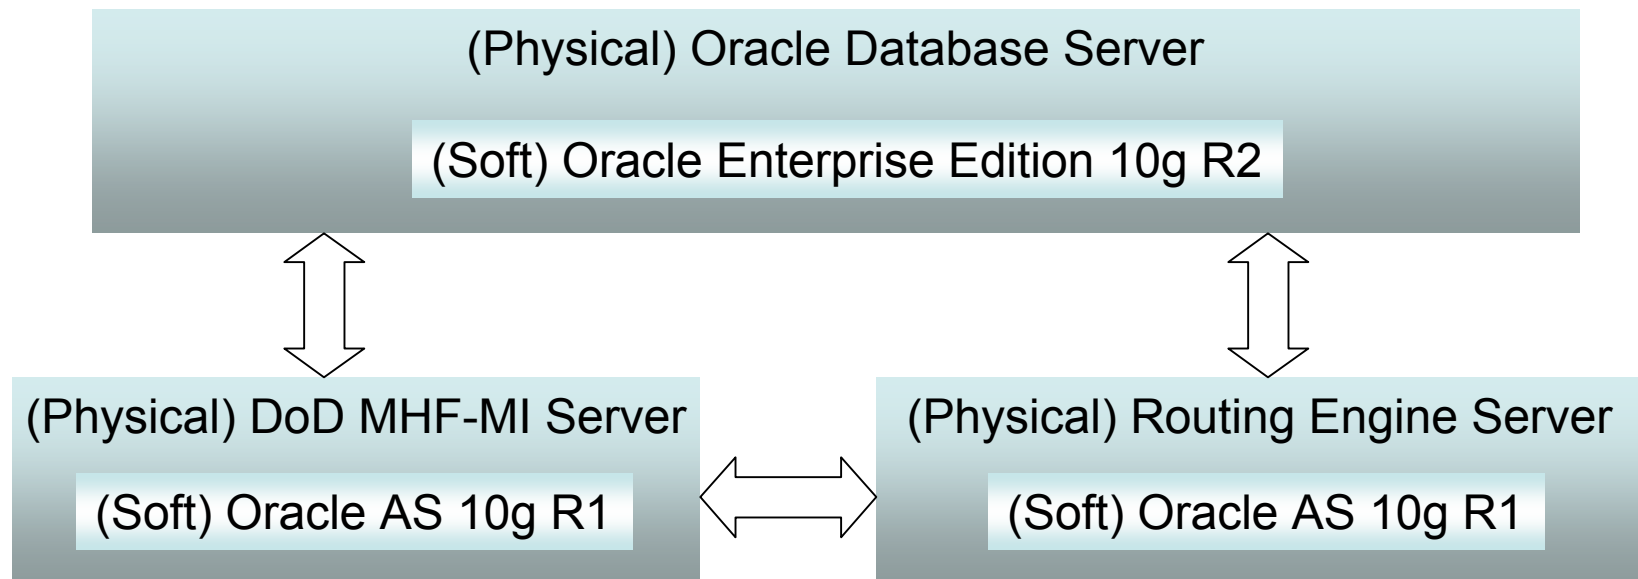 (Physical) Oracle Database Server
(Soft) Oracle Enterprise Edition 10g R2
(Physical) DoD MHF-MI Server
(Physical) Routing Engine Server
(Soft) Oracle AS 10g R1
(Soft) Oracle AS 10g R1